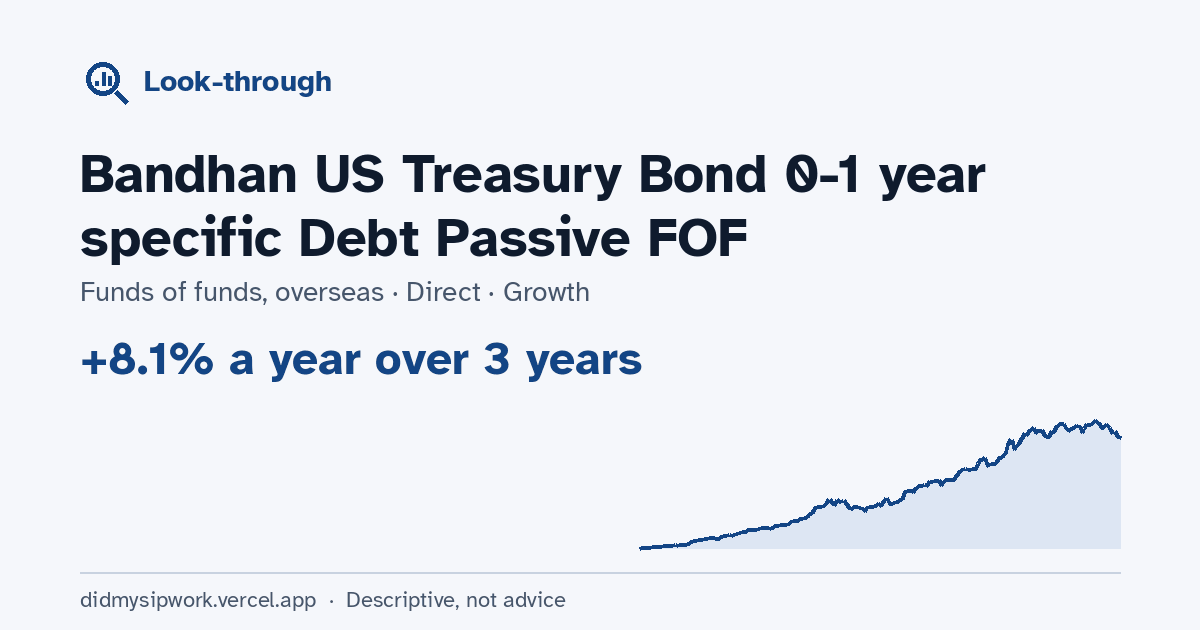 Look-through
Bandhan US Treasury Bond 0-1 year
specific Debt Passive FOF
Funds of funds, overseas · Direct · Growth
+8.1% a year over 3 years
didmysipwork.vercel.app · Descriptive, not advice